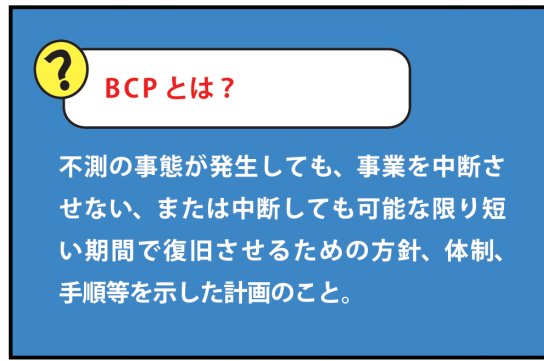 ?
BCPとは？
不測の事態が発生しても、事業を中断さ
せない、または中断しても可能な限り短
い期間で復旧させるための方針、体制、
手順等を示した計画のこと。